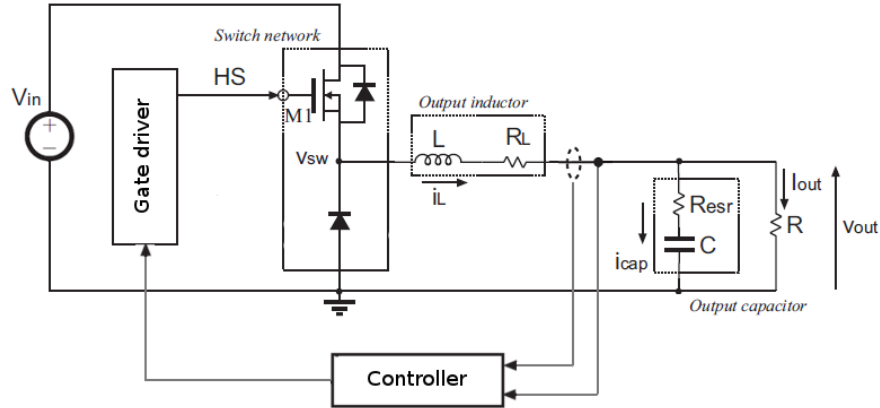 Switch network
Vin
+
−
Gate driver
HS
M1
Output inductor
L
RL
Vsw
iL
Iout
Resr
R
Vout
icap
C
Output capacitor
Controller